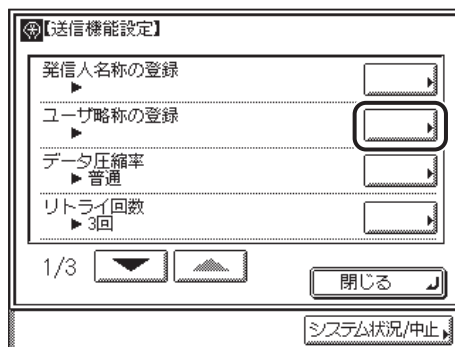 【送信機能設定】
発信人名称の登録
▶
ユーザ略称の登録
▶
データ圧縮率
▶普通
リトライ回数
▶3回
1/3
閉じる
システム状況/中止